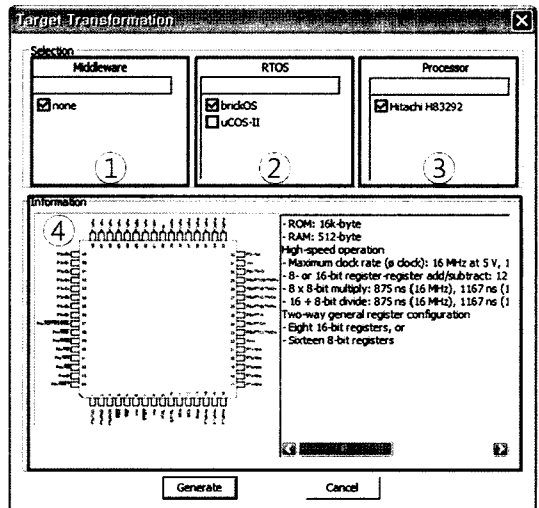 Target Transformation
Selection
Middleware
none
①
RTOS
brickOS
uCOS-II
②
Processor
Hitachi H83292
③
Information
④
- ROM: 16k-byte
- RAM: 512-byte
High-speed operation
- Maximum clock rate (ø clock): 16 MHz at 5 V, 1
- 8- or 16-bit register-register add/subtract: 12
- 8 x 8-bit multiply: 875 ns (16 MHz), 1167 ns (1
- 16 ÷ 8-bit divide: 875 ns (16 MHz), 1167 ns (1
Two-way general register configuration
- Eight 16-bit registers, or
- Sixteen 8-bit registers
Generate
Cancel